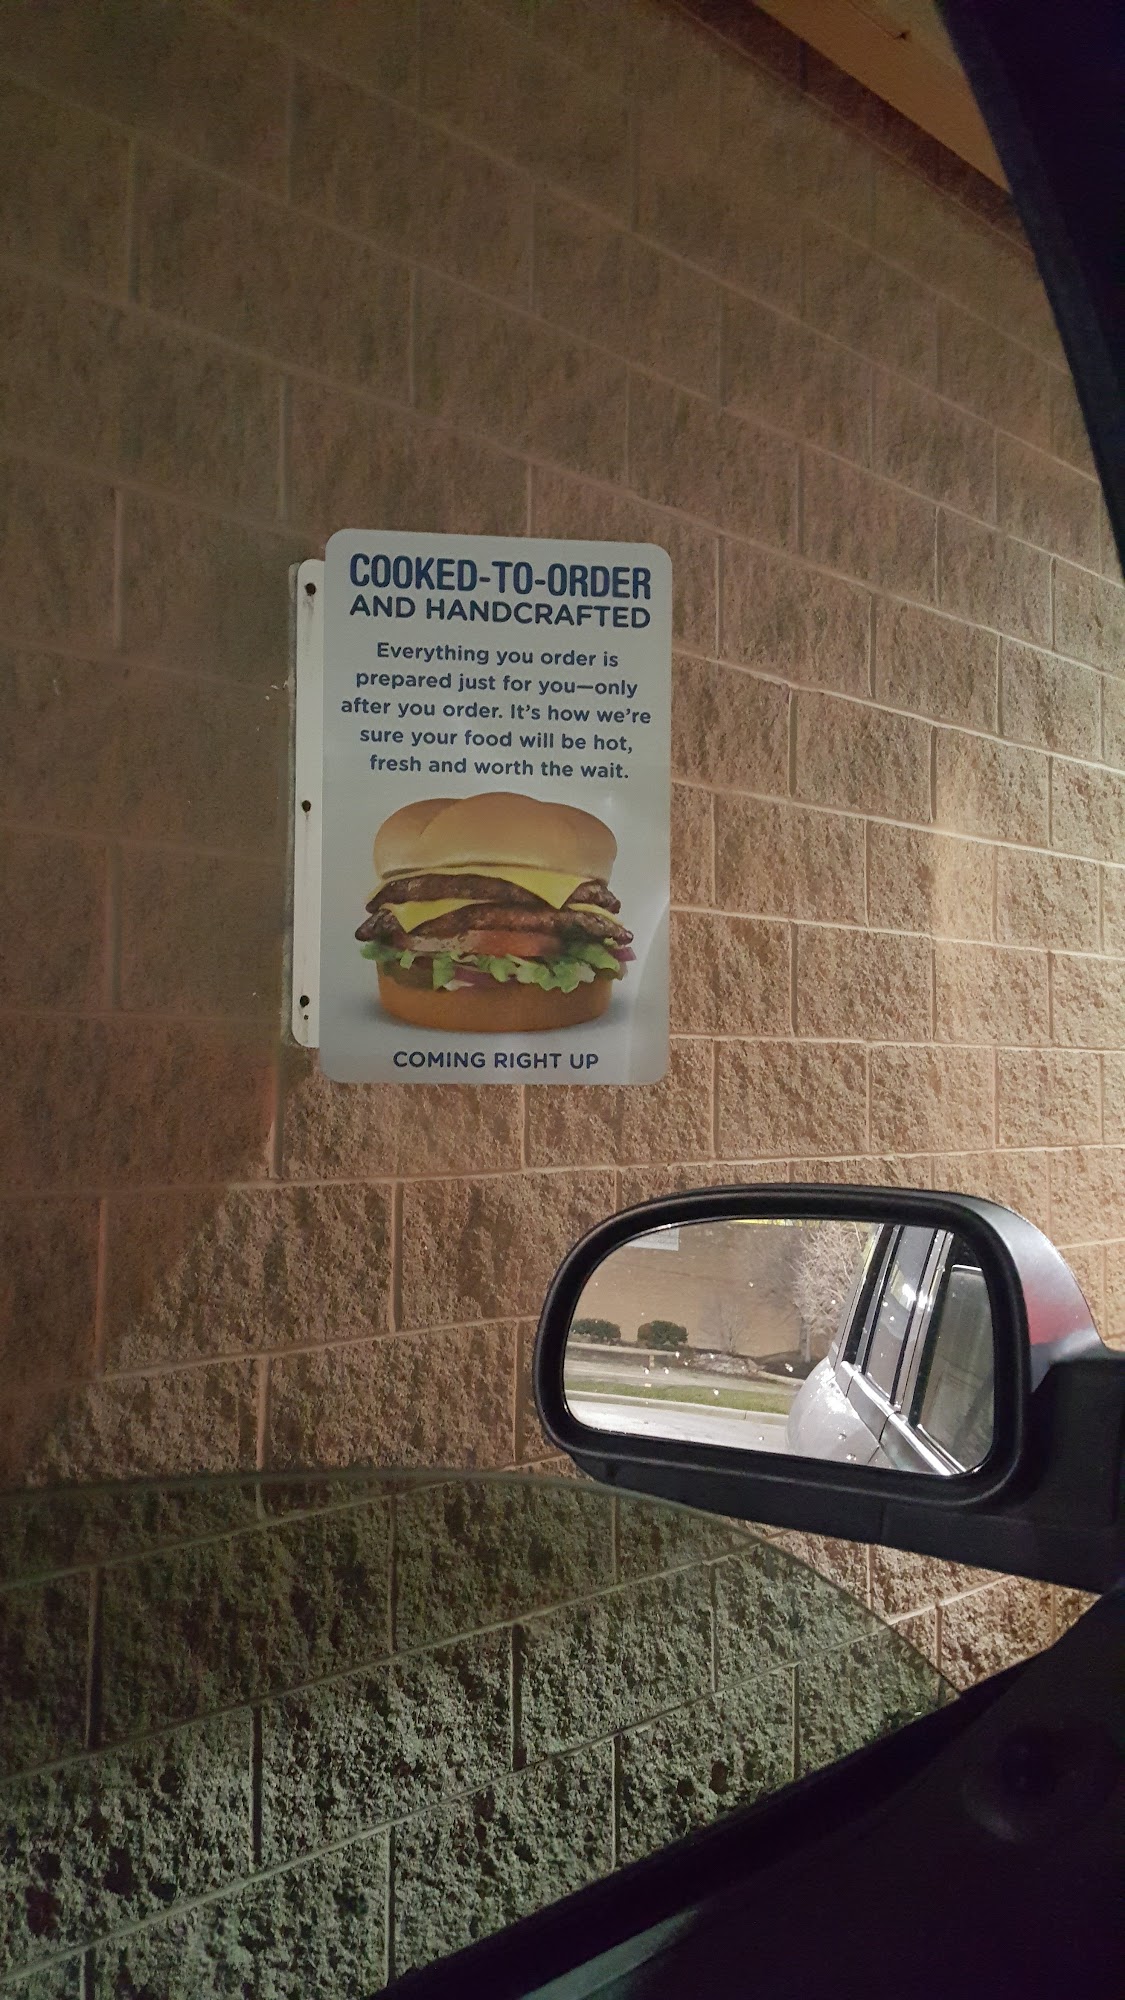 COOKED-TO-ORDER
AND HANDCRAFTED
Everything you order is
prepared just for you—only
after you order. It's how we're
sure your food will be hot,
fresh and worth the wait.
COMING RIGHT UP